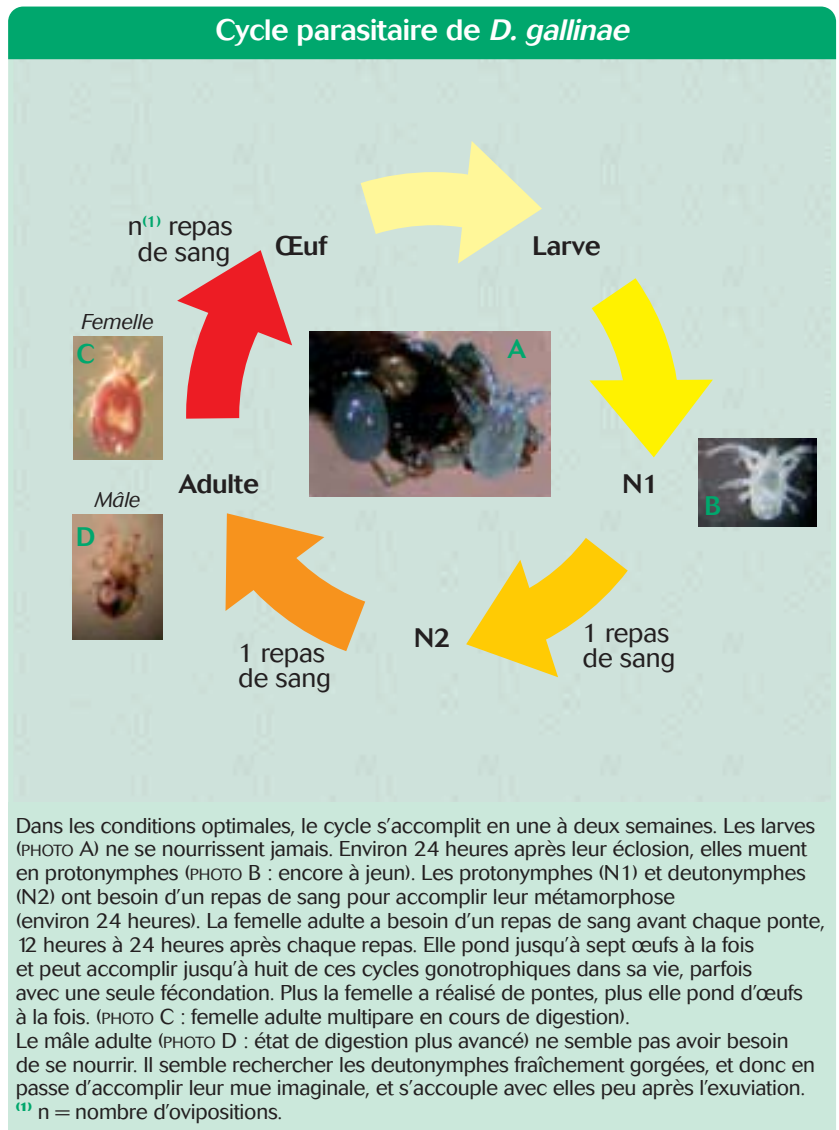 Cycle parasitaire de D. gallinae
n⁽¹⁾ repas
de sang
Œuf
Larve
Femelle
C
A
Adulte
N1
B
Mâle
D
N2
1 repas
de sang
1 repas
de sang
Dans les conditions optimales, le cycle s’accomplit en une à deux semaines. Les larves
(PHOTO A) ne se nourrissent jamais. Environ 24 heures après leur éclosion, elles muent
en protonymphes (PHOTO B : encore à jeun). Les protonymphes (N1) et deutonymphes
(N2) ont besoin d’un repas de sang pour accomplir leur métamorphose
(environ 24 heures). La femelle adulte a besoin d’un repas de sang avant chaque ponte,
12 heures à 24 heures après chaque repas. Elle pond jusqu’à sept œufs à la fois
et peut accomplir jusqu’à huit de ces cycles gonotrophiques dans sa vie, parfois
avec une seule fécondation. Plus la femelle a réalisé de pontes, plus elle pond d’œufs
à la fois. (PHOTO C : femelle adulte multipare en cours de digestion).
Le mâle adulte (PHOTO D : état de digestion plus avancé) ne semble pas avoir besoin
de se nourrir. Il semble rechercher les deutonymphes fraîchement gorgées, et donc en
passe d’accomplir leur mue imaginale, et s’accouple avec elles peu après l’exuviation.
⁽¹⁾ n = nombre d’ovipositions.